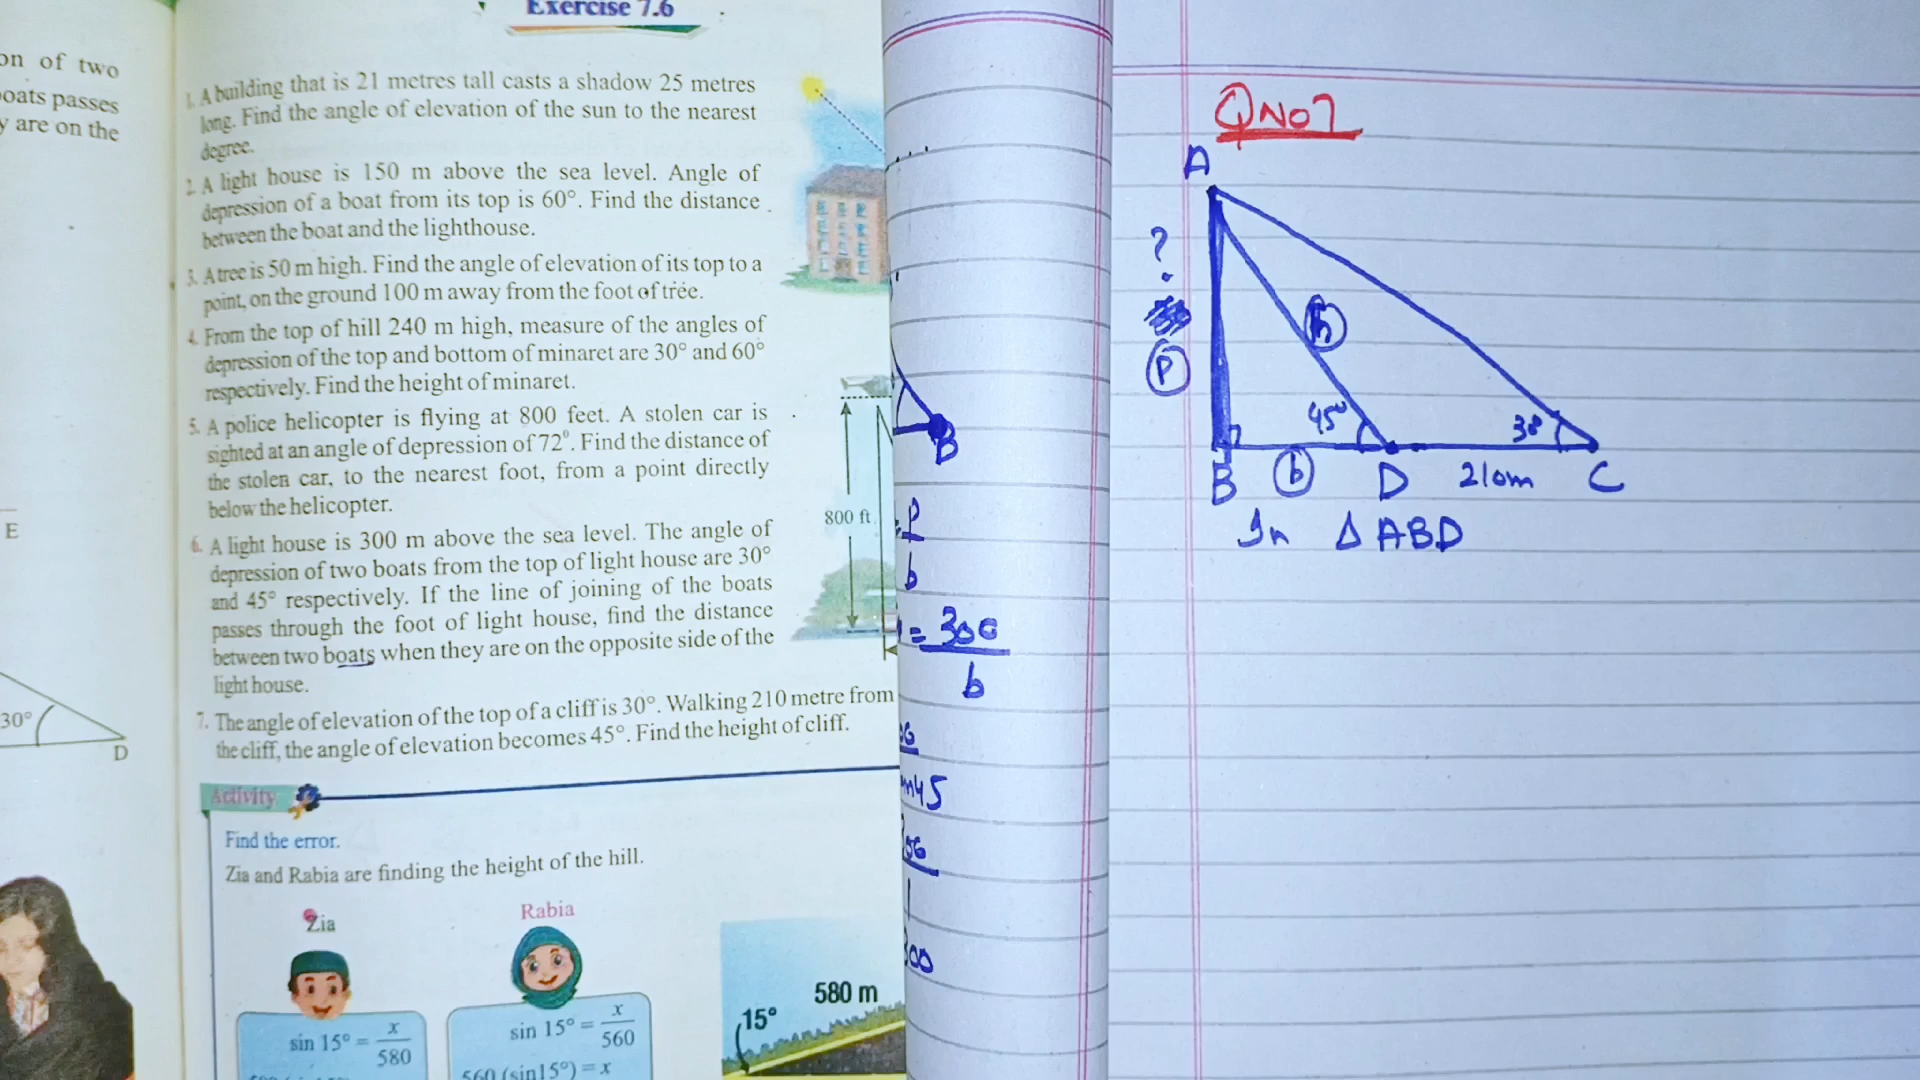 Exercise 7.6
on of two
oats passes
y are on the
E
30°
D
1. A building that is 21 metres tall casts a shadow 25 metres
long. Find the angle of elevation of the sun to the nearest
degree.
2. A light house is 150 m above the sea level. Angle of
depression of a boat from its top is 60°. Find the distance
between the boat and the lighthouse.
3. A tree is 50 m high. Find the angle of elevation of its top to a
point, on the ground 100 m away from the foot of tree.
4. From the top of hill 240 m high, measure of the angles of
depression of the top and bottom of minaret are 30° and 60°
respectively. Find the height of minaret.
5. A police helicopter is flying at 800 feet. A stolen car is
sighted at an angle of depression of 72°. Find the distance of
the stolen car, to the nearest foot, from a point directly
below the helicopter.
800 ft.
6. A light house is 300 m above the sea level. The angle of
depression of two boats from the top of light house are 30°
and 45° respectively. If the line of joining of the boats
passes through the foot of light house, find the distance
between two boats when they are on the opposite side of the
light house.
7. The angle of elevation of the top of a cliff is 30°. Walking 210 metre from
the cliff, the angle of elevation becomes 45°. Find the height of cliff.
Activity
Find the error.
Zia and Rabia are finding the height of the hill.
Zia
Rabia
sin 15° = x/580
sin 15° = x/560
560 (sin15°) = x
580 m
15°
B
= p/b
= 300/b
45
300
Q No 7
A
?
P
h
45°
30°
B b D 210m C
In Δ ABD